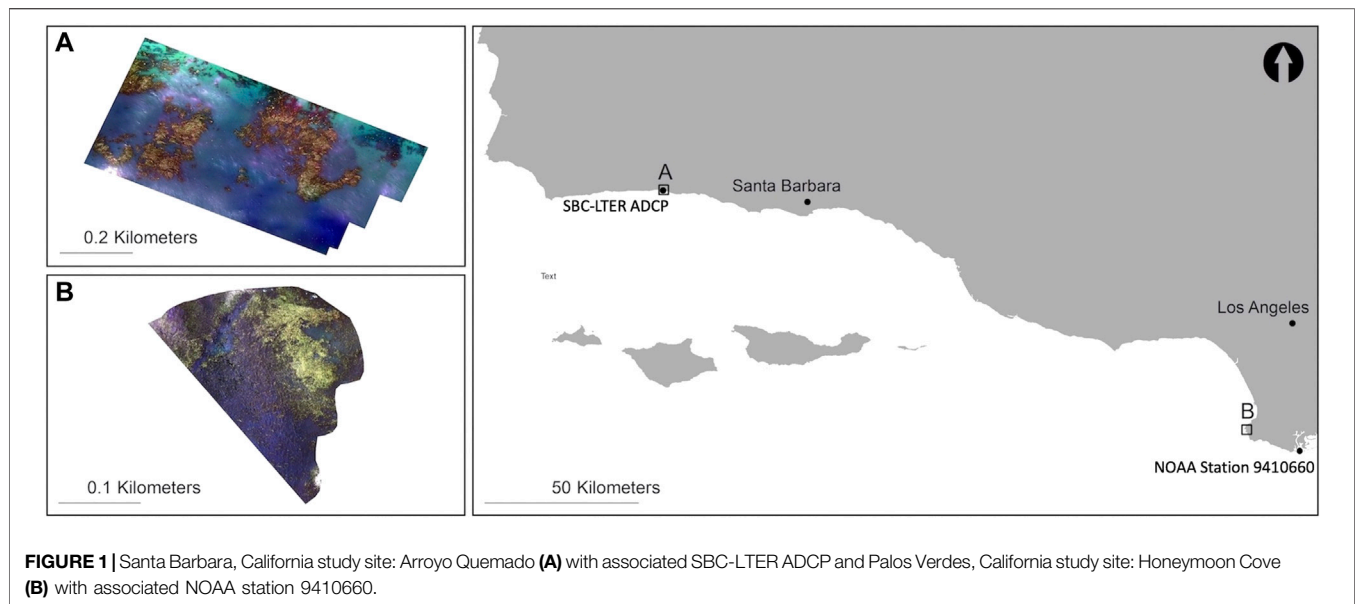 A
0.2 Kilometers
B
0.1 Kilometers
A
Santa Barbara
SBC-LTER ADCP
Text
Los Angeles
B
NOAA Station 9410660
50 Kilometers
FIGURE 1 | Santa Barbara, California study site: Arroyo Quemado (A) with associated SBC-LTER ADCP and Palos Verdes, California study site: Honeymoon Cove
(B) with associated NOAA station 9410660.